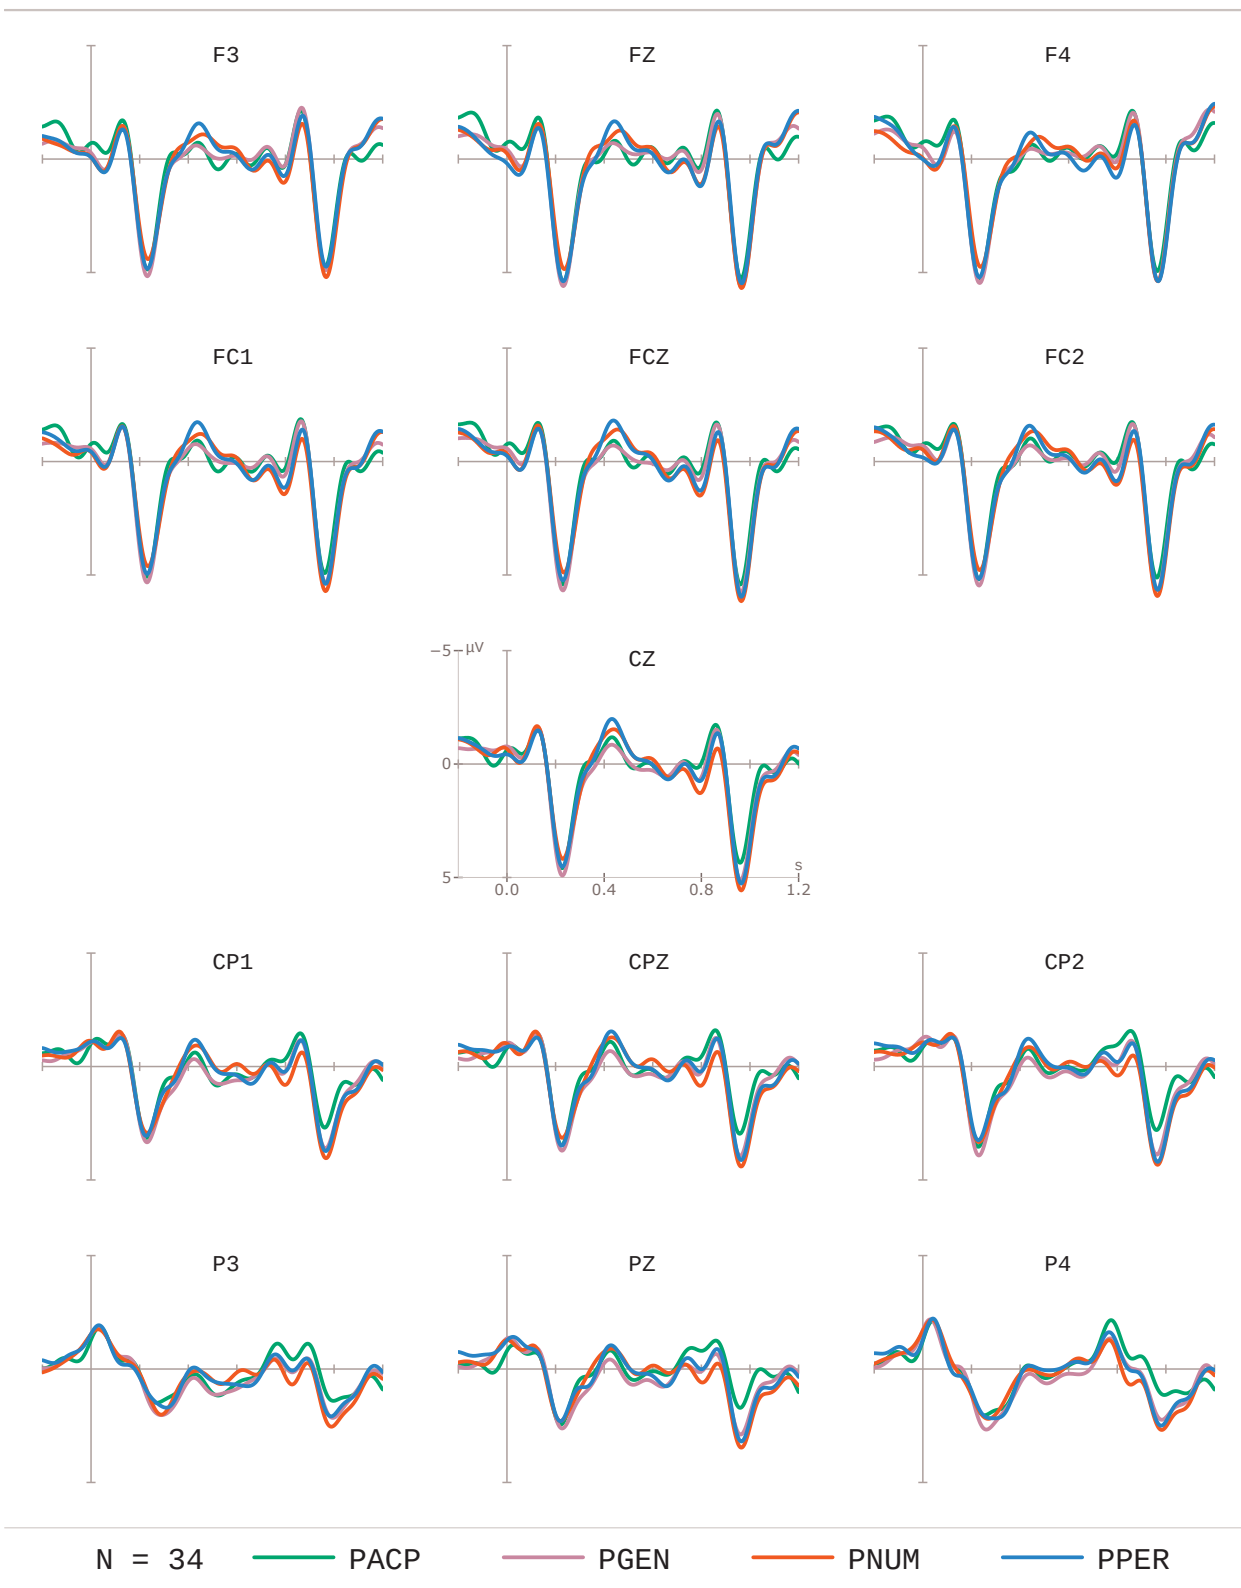 F3 FZ F4
FC1 FCZ FC2
−5 µV CZ
0
5 s
0.0 0.4 0.8 1.2
CP1 CPZ CP2
P3 PZ P4
N = 34 PACP PGEN PNUM PPER